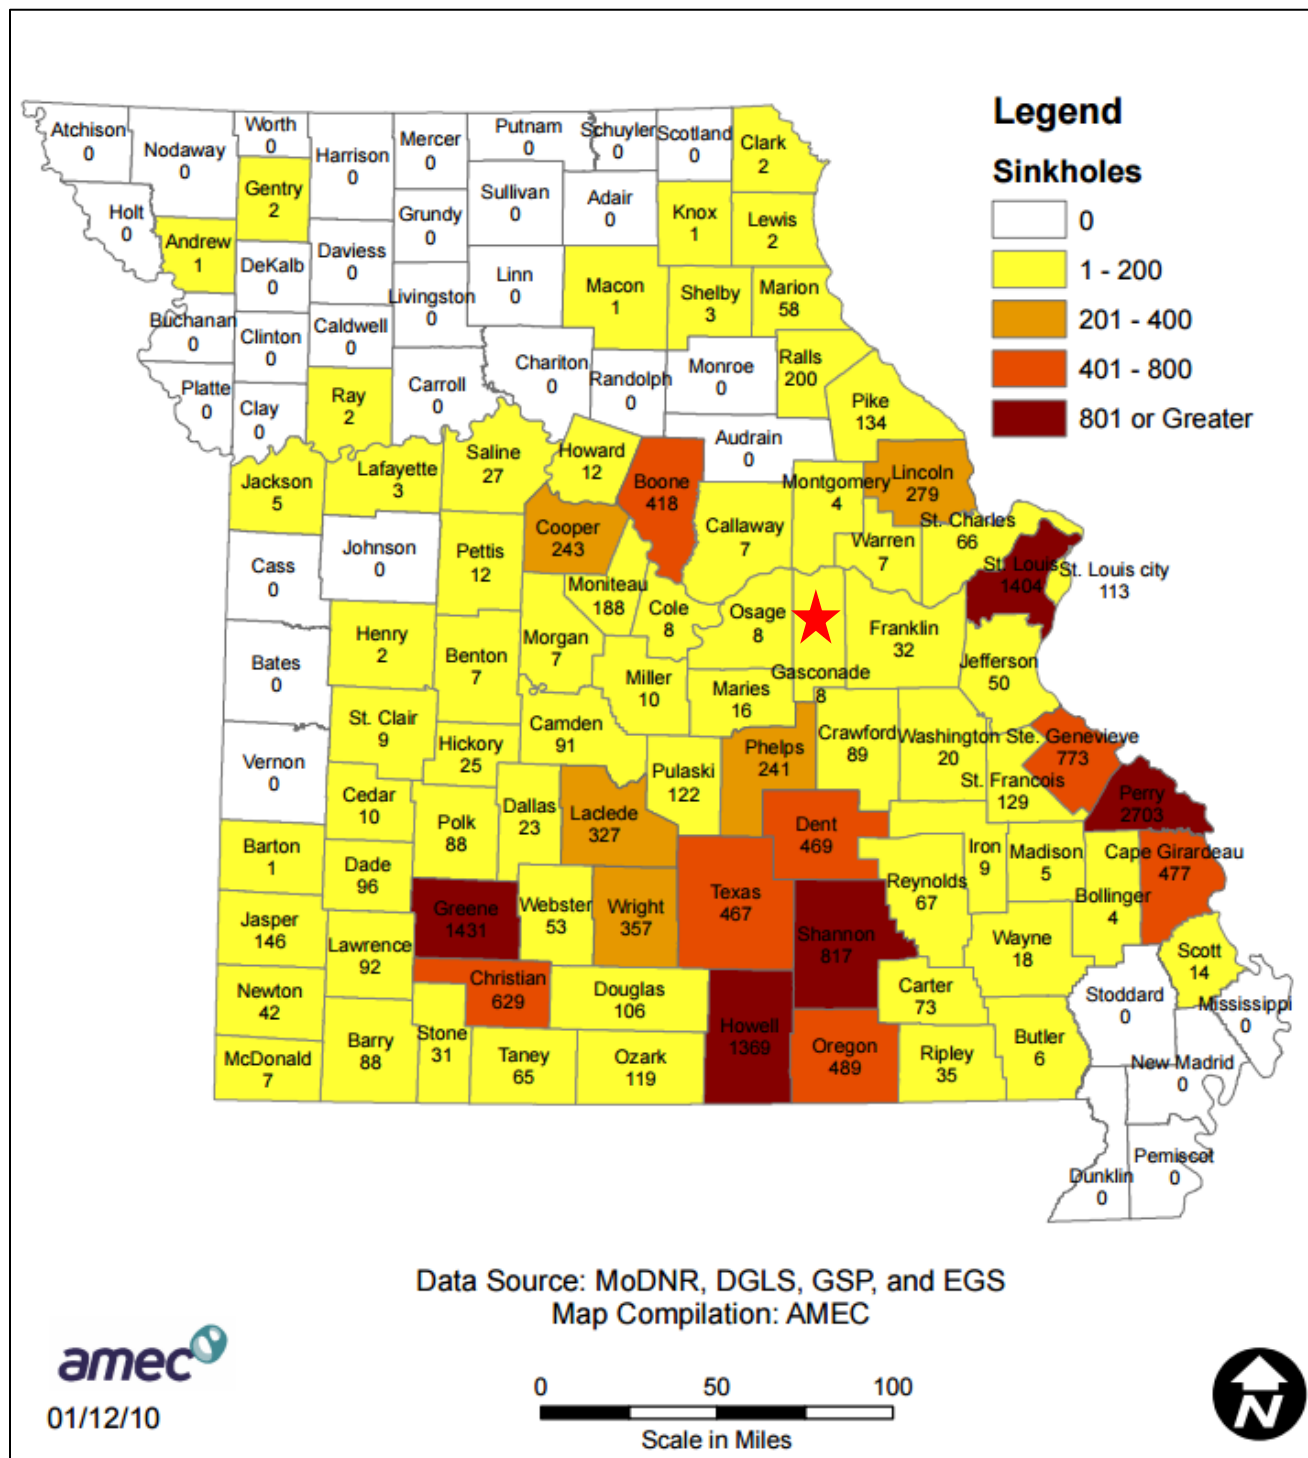 Legend
Sinkholes
0
1 - 200
201 - 400
401 - 800
801 or Greater
Atchison
0
Nodaway
0
Worth
0
Harrison
0
Mercer
0
Putnam
0
Schuyler
0
Scotland
0
Clark
2
Gentry
2
Holt
0
Andrew
1
DeKalb
0
Daviess
0
Grundy
0
Sullivan
0
Adair
0
Knox
1
Lewis
2
Linn
0
Macon
1
Shelby
3
Marion
58
Livingston
0
Buchanan
0
Clinton
0
Caldwell
0
Chariton
0
Randolph
0
Monroe
0
Ralls
200
Platte
0
Clay
0
Ray
2
Carroll
0
Pike
134
Audrain
0
Saline
27
Howard
12
Boone
418
Montgomery
4
Lincoln
279
Jackson
5
Lafayette
3
Cooper
243
Callaway
7
Warren
7
St. Charles
66
St. Louis
1404
St. Louis city
113
Cass
0
Johnson
0
Pettis
12
Moniteau
188
Cole
8
Osage
8
Gasconade
8
Franklin
32
Jefferson
50
Henry
2
Benton
7
Morgan
7
Miller
10
Maries
16
Bates
0
St. Clair
9
Hickory
25
Camden
91
Pulaski
122
Phelps
241
Crawford
89
Washington
20
Ste. Genevieve
773
St. Francois
129
Perry
2703
Vernon
0
Cedar
10
Polk
88
Dallas
23
Laclede
327
Dent
469
Iron
9
Madison
5
Cape Girardeau
477
Bollinger
4
Barton
1
Dade
96
Greene
1431
Webster
53
Wright
357
Texas
467
Shannon
817
Reynolds
67
Wayne
18
Scott
14
Jasper
146
Lawrence
92
Christian
629
Douglas
106
Carter
73
Stoddard
0
Mississippi
0
Newton
42
Barry
88
Stone
31
Taney
65
Ozark
119
Howell
1369
Oregon
489
Ripley
35
Butler
6
New Madrid
0
McDonald
7
Dunklin
0
Pemiscot
0
Data Source: MoDNR, DGLS, GSP, and EGS
Map Compilation: AMEC
amec
01/12/10
0 50 100
Scale in Miles
N